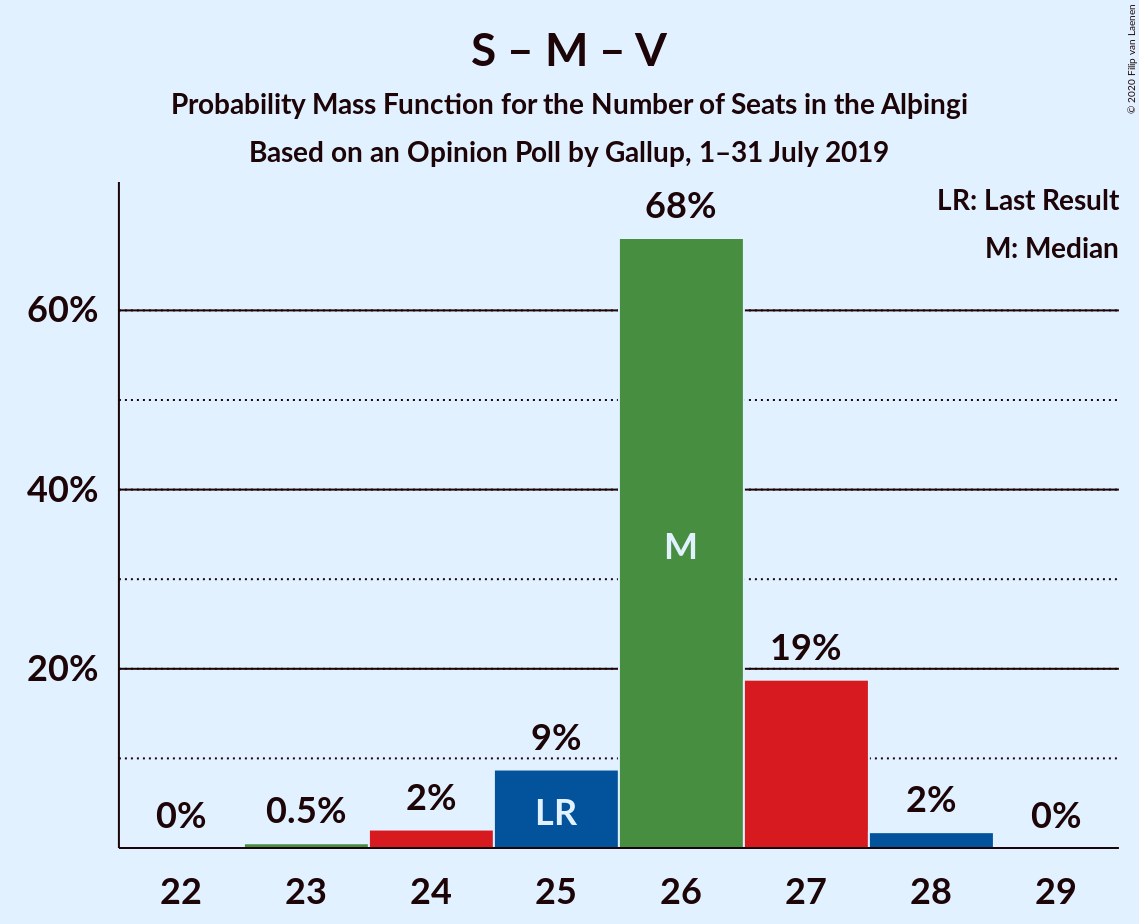 S – M – V
Probability Mass Function for the Number of Seats in the Alþingi
Based on an Opinion Poll by Gallup, 1–31 July 2019
© 2020 Filip van Laenen
LR: Last Result
M: Median
60%
40%
20%
0%
0.5%
2%
9%
68%
19%
2%
0%
LR
M
22
23
24
25
26
27
28
29